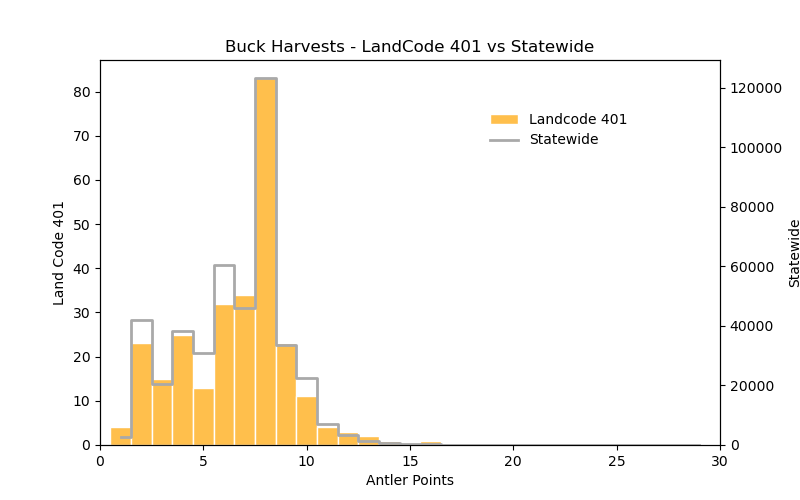 Buck Harvests - LandCode 401 vs Statewide
Landcode 401
Statewide
80
70
60
50
40
30
20
10
0
Land Code 401
120000
100000
80000
60000
40000
20000
0
Statewide
0 5 10 15 20 25 30
Antler Points